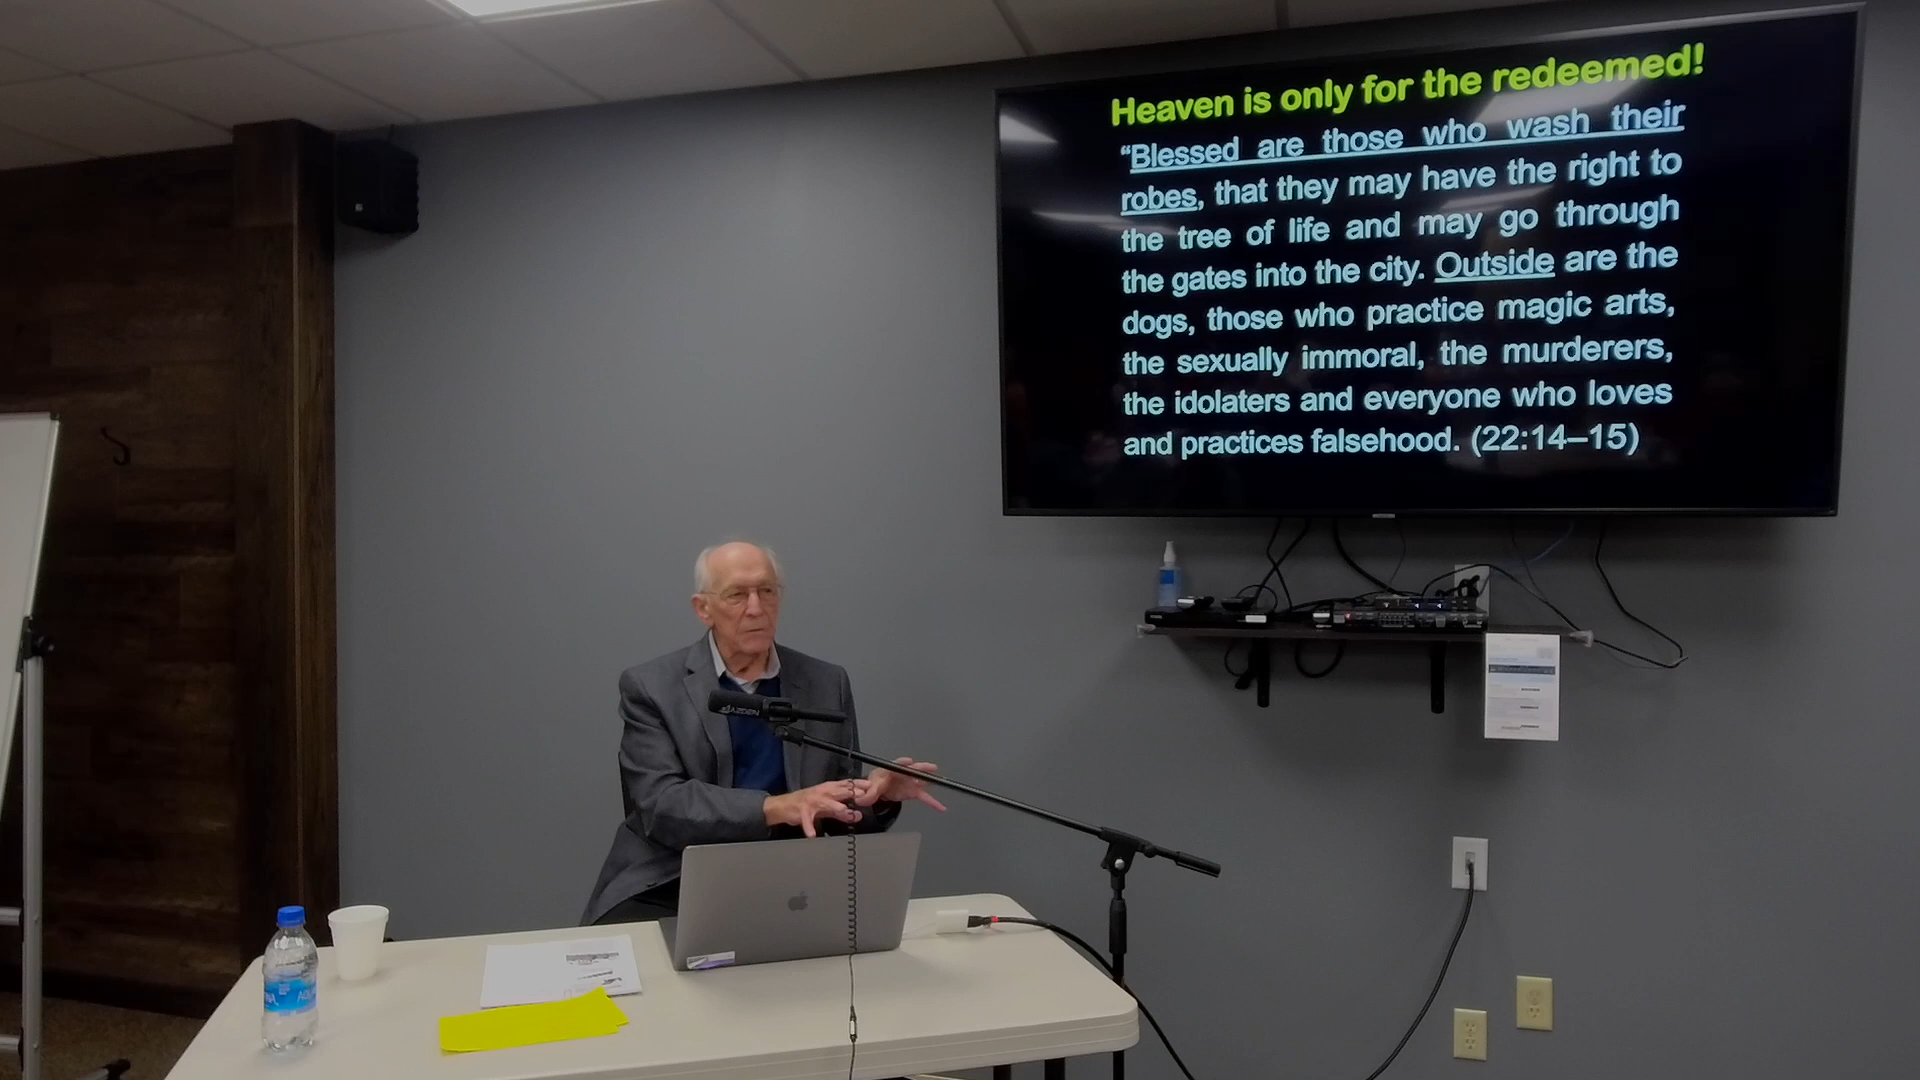 Heaven is only for the redeemed!
“Blessed are those who wash their
robes, that they may have the right to
the tree of life and may go through
the gates into the city. Outside are the
dogs, those who practice magic arts,
the sexually immoral, the murderers,
the idolaters and everyone who loves
and practices falsehood. (22:14–15)
AZDEN